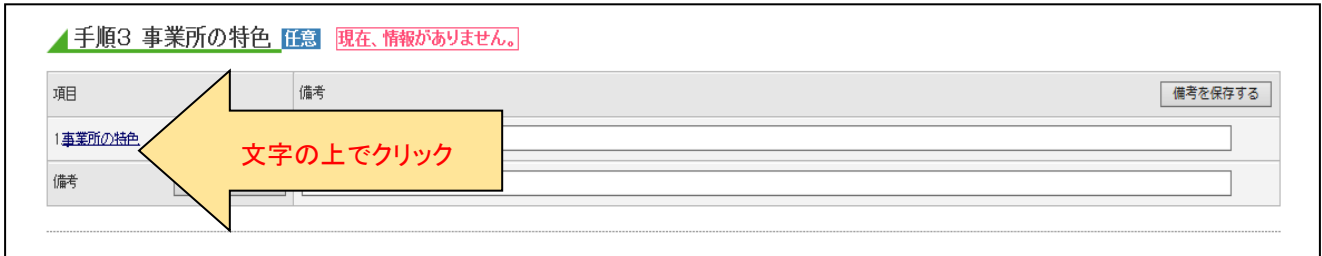 手順3 事業所の特色 任意 現在、情報がありません。
項目 備考 備考を保存する
1事業所の特色
文字の上でクリック
備考